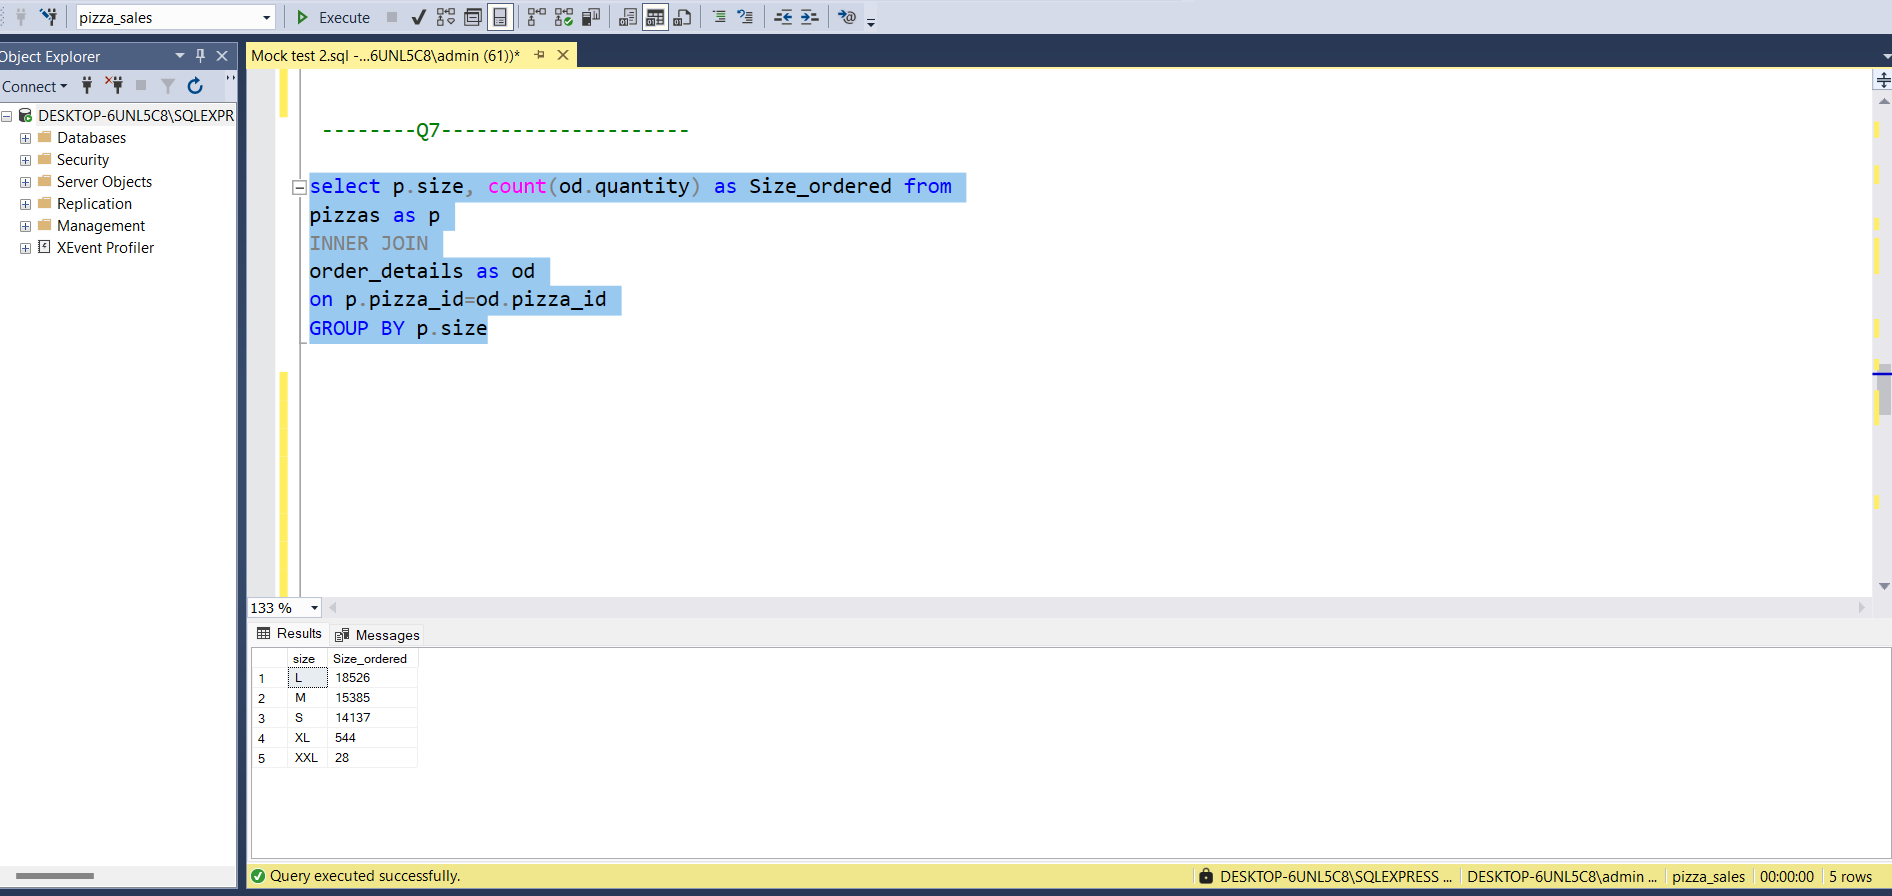 pizza_sales
Execute
Object Explorer
Mock test 2.sql -...6UNL5C8\admin (61))*
Connect
DESKTOP-6UNL5C8\SQLEXPR
Databases
Security
Server Objects
Replication
Management
XEvent Profiler
--------Q7---------------------
select p.size, count(od.quantity) as Size_ordered from
pizzas as p
INNER JOIN
order_details as od
on p.pizza_id=od.pizza_id
GROUP BY p.size
133 %
Results
Messages
size Size_ordered
1 L 18526
2 M 15385
3 S 14137
4 XL 544
5 XXL 28
Query executed successfully.
DESKTOP-6UNL5C8\SQLEXPRESS ...
DESKTOP-6UNL5C8\admin ...
pizza_sales
00:00:00
5 rows